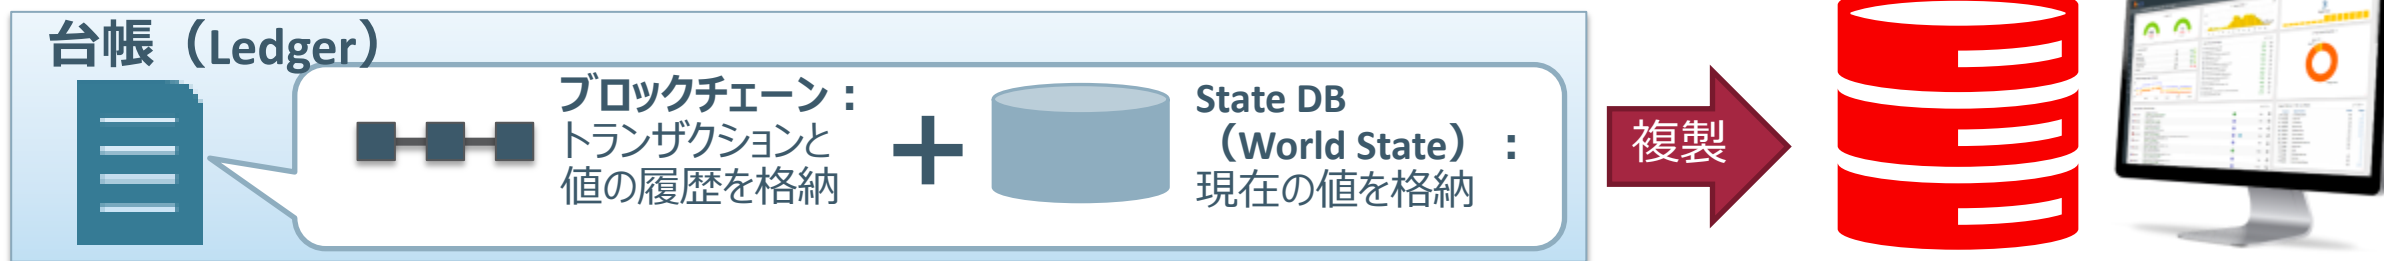 台帳（Ledger）
ブロックチェーン：
トランザクションと
値の履歴を格納
State DB
（World State）：
現在の値を格納
複製